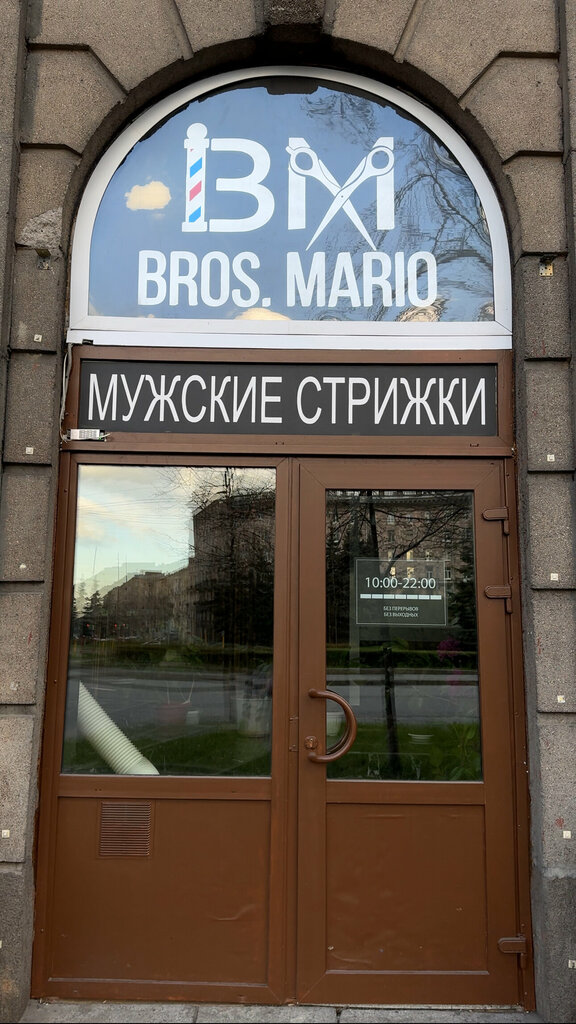 BM
BROS. MARIO
МУЖСКИЕ СТРИЖКИ
10:00-22:00
БЕЗ ПЕРЕРЫВОВ
БЕЗ ВЫХОДНЫХ